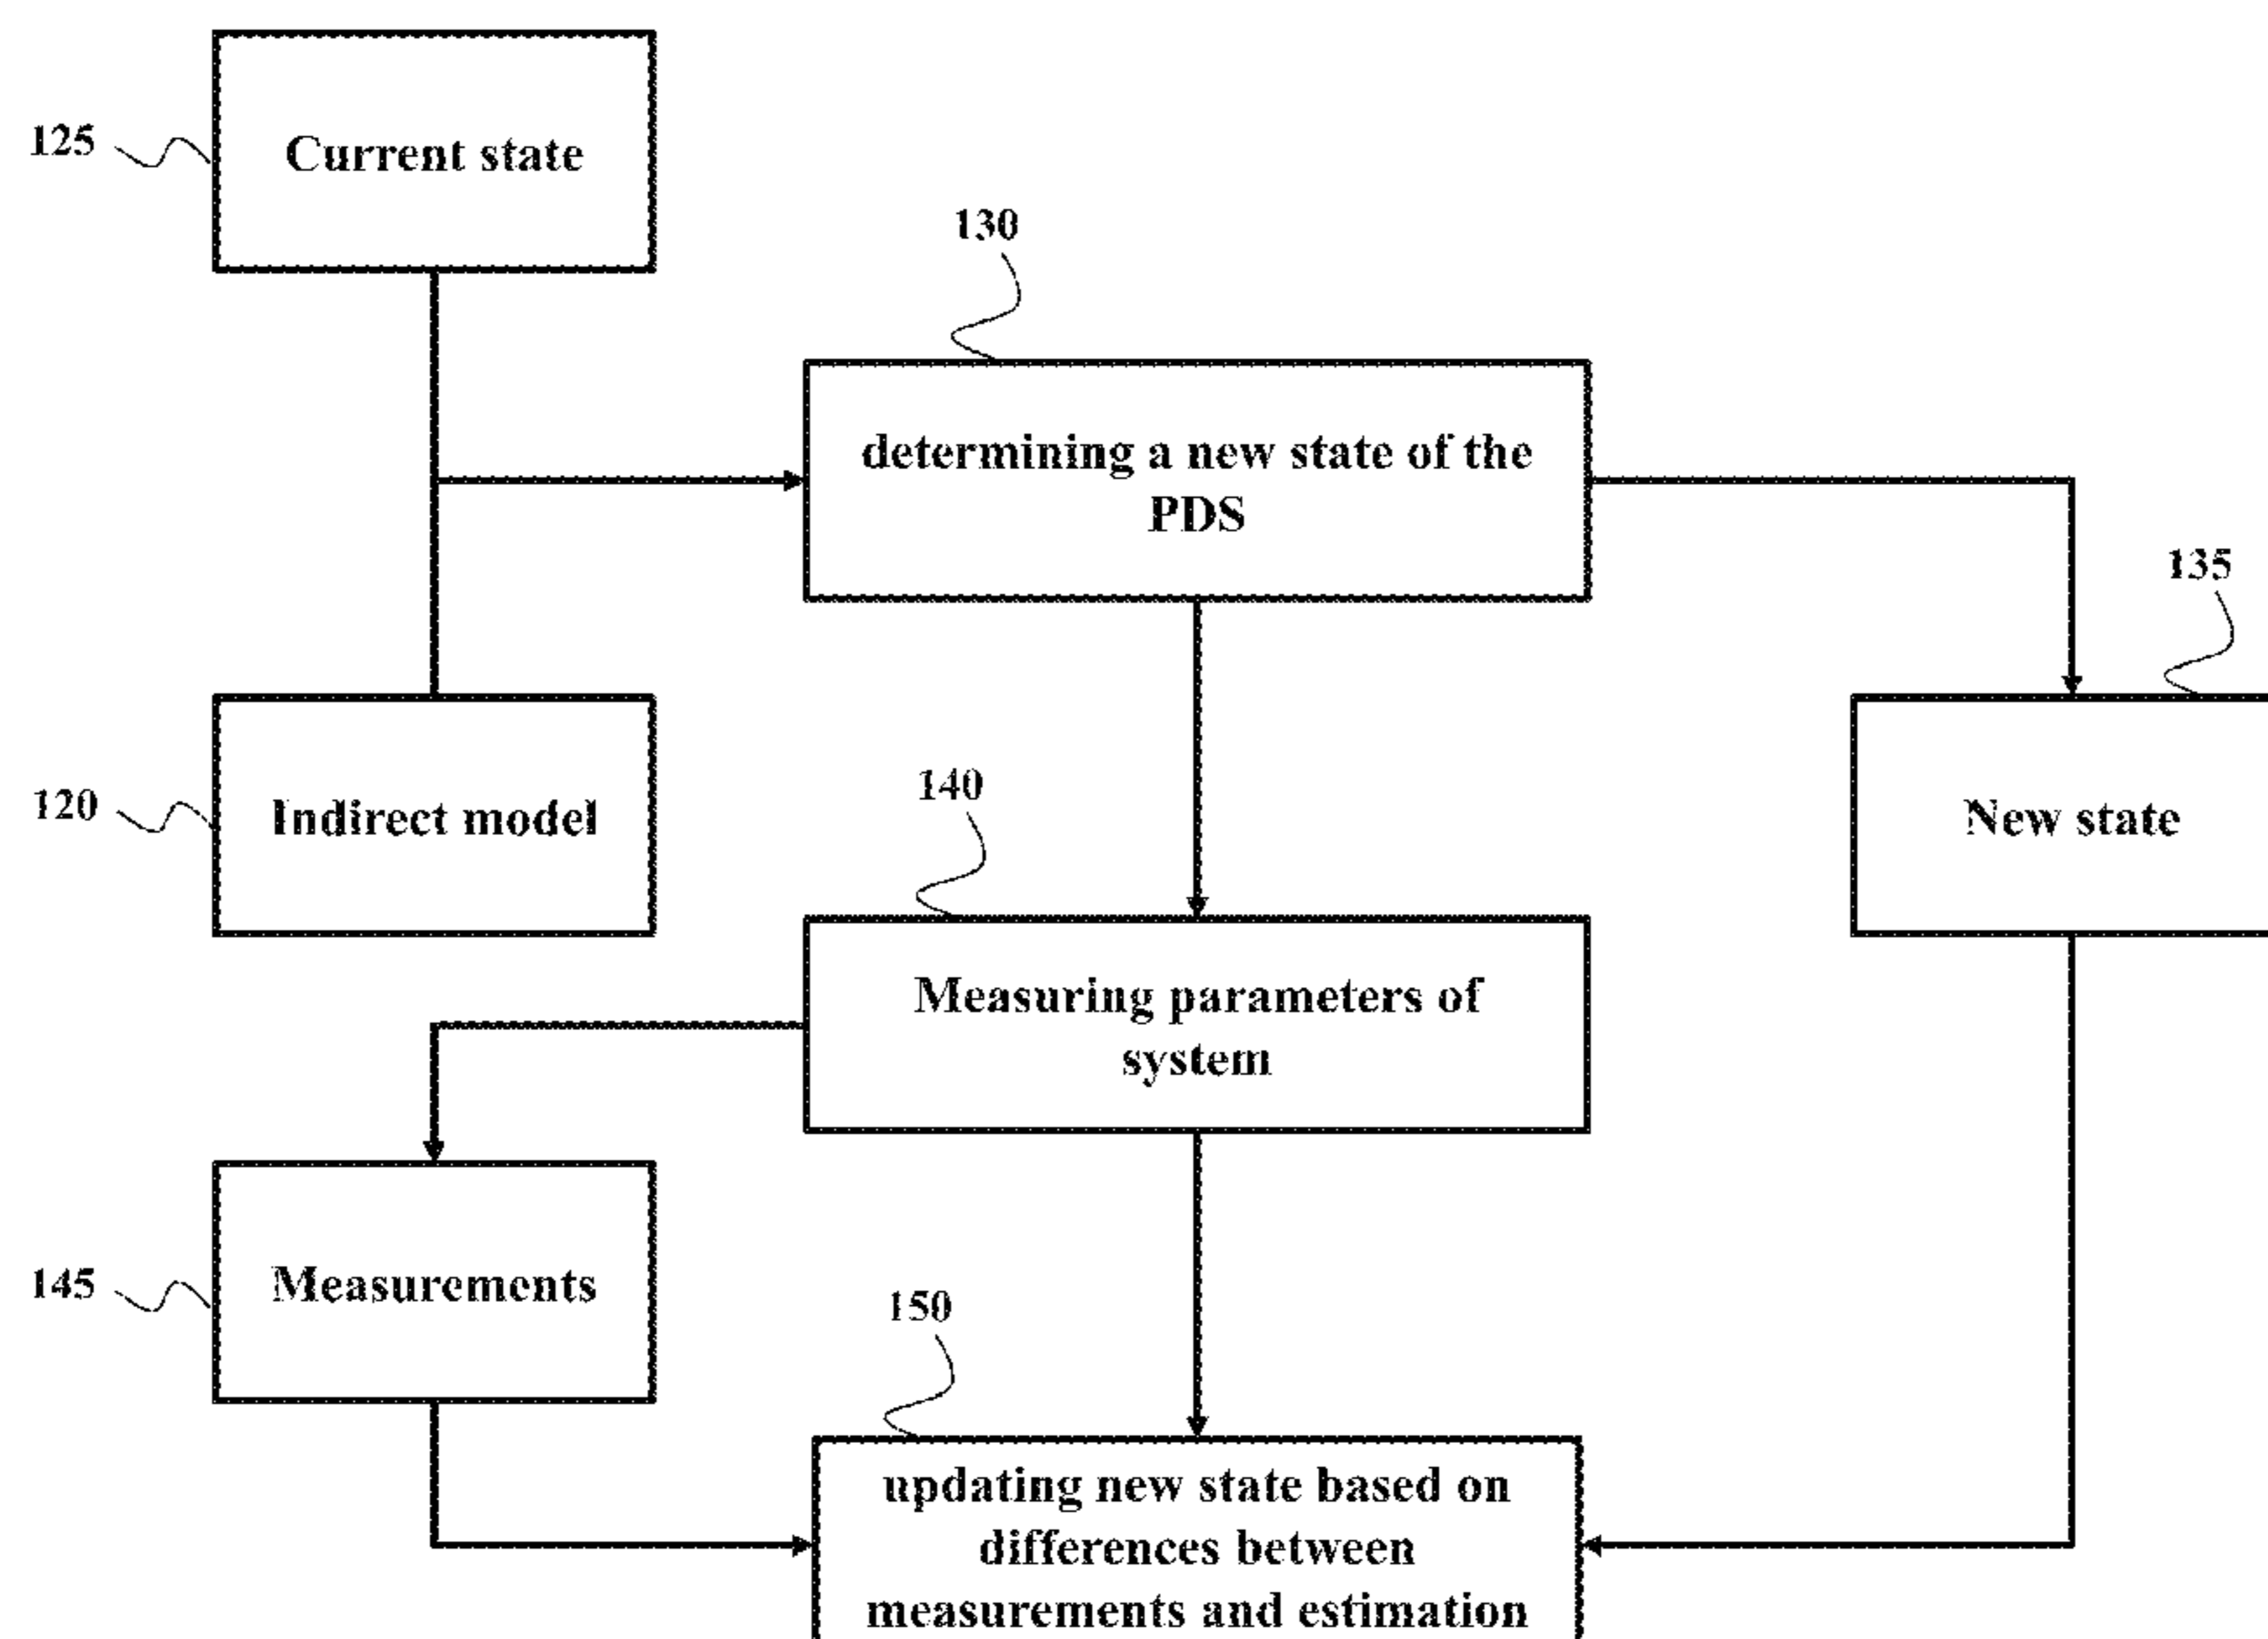 125
Current state
130
determining a new state of the
PDS
135
120
Indirect model
140
New state
Measuring parameters of
system
145
Measurements
150
updating new state based on
differences between
measurements and estimation